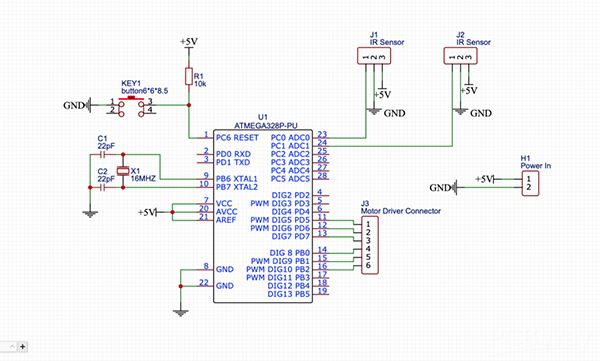 +5V
J1
IR Sensor
1 2 3
+5V
GND
J2
IR Sensor
1 2 3
+5V
GND
R1
10k
KEY1
button6*6*8.5
GND
1 3
2 4
U1
ATMEGA328P-PU
1 PC6 RESET
2 PD0 RXD
3 PD1 TXD
9 PB6 XTAL1
10 PB7 XTAL2
7 VCC
20 AVCC
21 AREF
8 GND
22 GND
PC0 ADC0 23
PC1 ADC1 24
PC2 ADC2 25
PC3 ADC3 26
PC4 ADC4 27
PC5 ADC5 28
DIG2 PD2 4
PWM DIG3 PD3 5
DIG4 PD4 6
PWM DIG5 PD5 11
PWM DIG6 PD6 12
DIG7 PD7 13
DIG 8 PB0 14
PWM DIG9 PB1 15
PWM DIG10 PB2 16
PWM DIG11 PB3 17
DIG12 PB4 18
DIG13 PB5 19
C1
22pF
C2
22pF
X1
16MHZ
+5V
J3
Motor Driver Connector
1
2
3
4
5
6
H1
Power In
GND
1
2